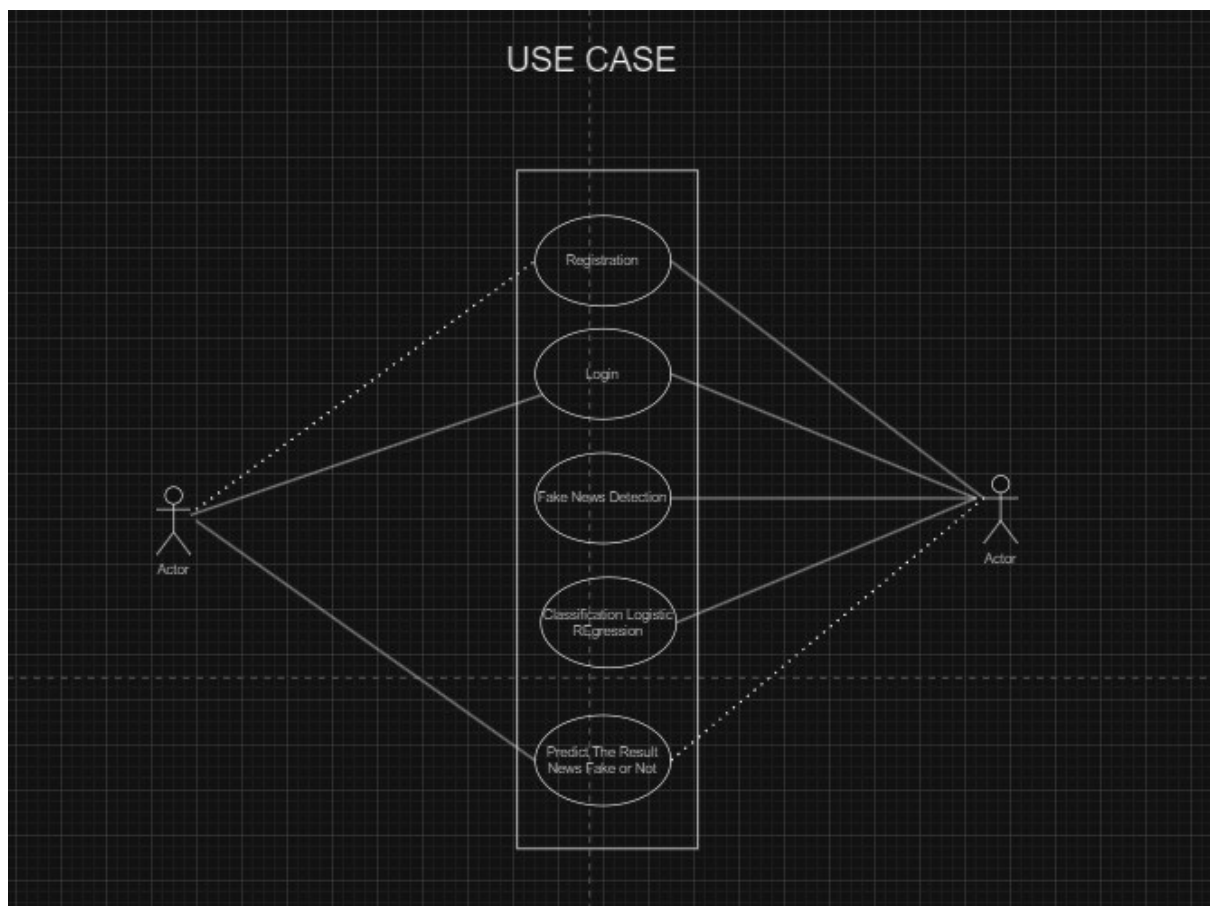 USE CASE
Registration
Login
Fake News Detection
Actor
Actor
Classification Logistic
REgression
Predict The Result
News Fake or Not